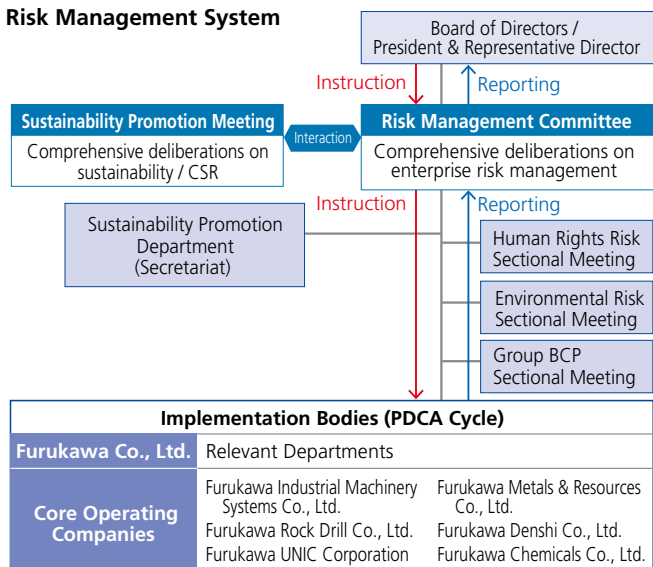 Risk Management System
Board of Directors /
President & Representative Director
Instruction
Reporting
Sustainability Promotion Meeting
Comprehensive deliberations on
sustainability / CSR
Interaction
Risk Management Committee
Comprehensive deliberations on
enterprise risk management
Instruction
Reporting
Sustainability Promotion
Department
(Secretariat)
Human Rights Risk
Sectional Meeting
Environmental Risk
Sectional Meeting
Group BCP
Sectional Meeting
Implementation Bodies (PDCA Cycle)
Furukawa Co., Ltd.
Relevant Departments
Core Operating
Companies
Furukawa Industrial Machinery
Systems Co., Ltd.
Furukawa Rock Drill Co., Ltd.
Furukawa UNIC Corporation
Furukawa Metals & Resources
Co., Ltd.
Furukawa Denshi Co., Ltd.
Furukawa Chemicals Co., Ltd.